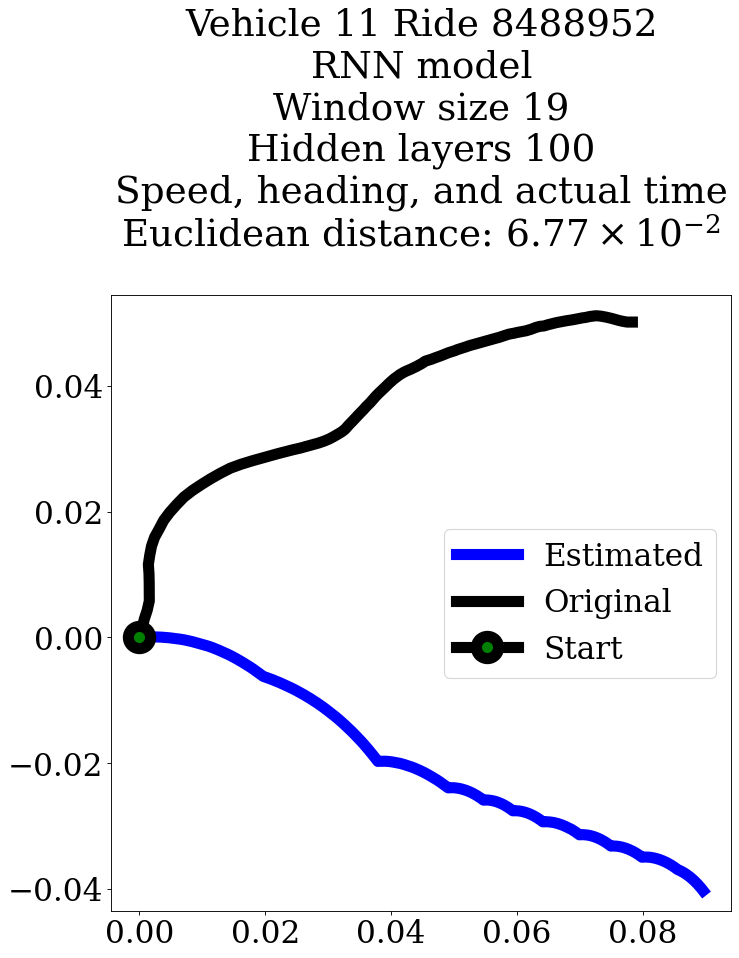 Vehicle 11 Ride 8488952
RNN model
Window size 19
Hidden layers 100
Speed, heading, and actual time
Euclidean distance: 6.77 × 10⁻²
0.04
0.02
0.00
−0.02
−0.04
Estimated
Original
Start
0.00 0.02 0.04 0.06 0.08